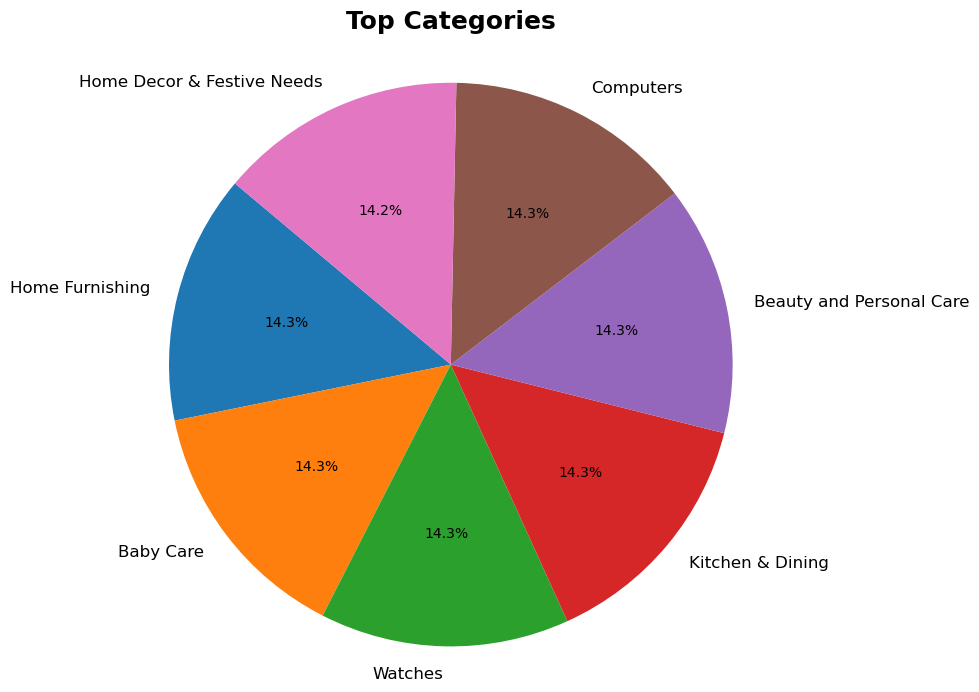 Top Categories
Home Decor & Festive Needs
Computers
14.2%
14.3%
Home Furnishing
14.3%
14.3%
Beauty and Personal Care
14.3%
14.3%
Baby Care
14.3%
Kitchen & Dining
Watches